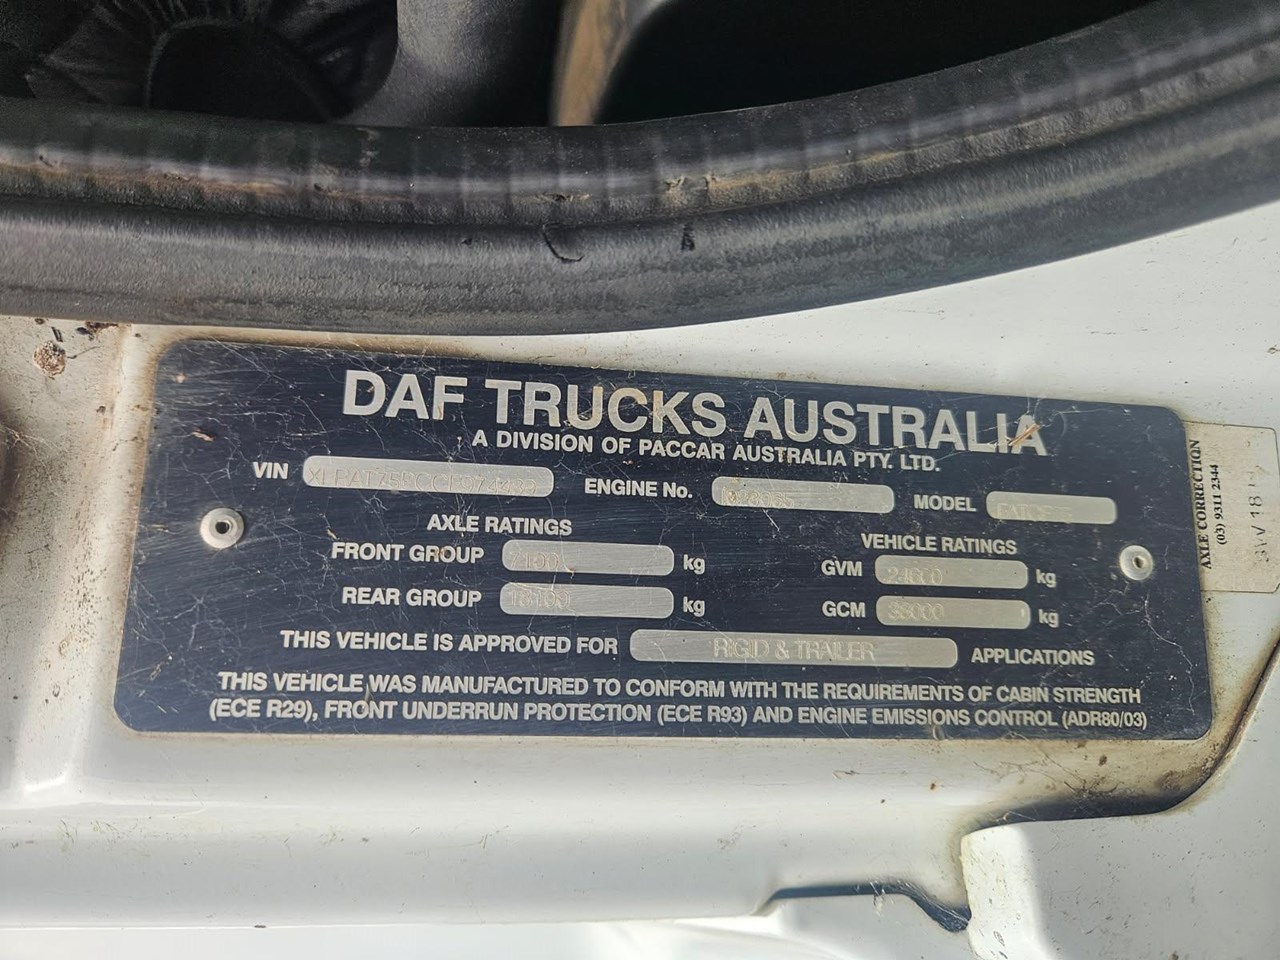 DAF TRUCKS AUSTRALIA
A DIVISION OF PACCAR AUSTRALIA PTY. LTD.
VIN ENGINE No. MODEL
AXLE RATINGS VEHICLE RATINGS
FRONT GROUP 7100 kg GVM kg
REAR GROUP kg GCM kg
THIS VEHICLE IS APPROVED FOR RIGID & TRAILER APPLICATIONS
THIS VEHICLE WAS MANUFACTURED TO CONFORM WITH THE REQUIREMENTS OF CABIN STRENGTH
(ECE R29), FRONT UNDERRUN PROTECTION (ECE R93) AND ENGINE EMISSIONS CONTROL (ADR80/03)
AXLE CORRECTION
(03) 9311 2344